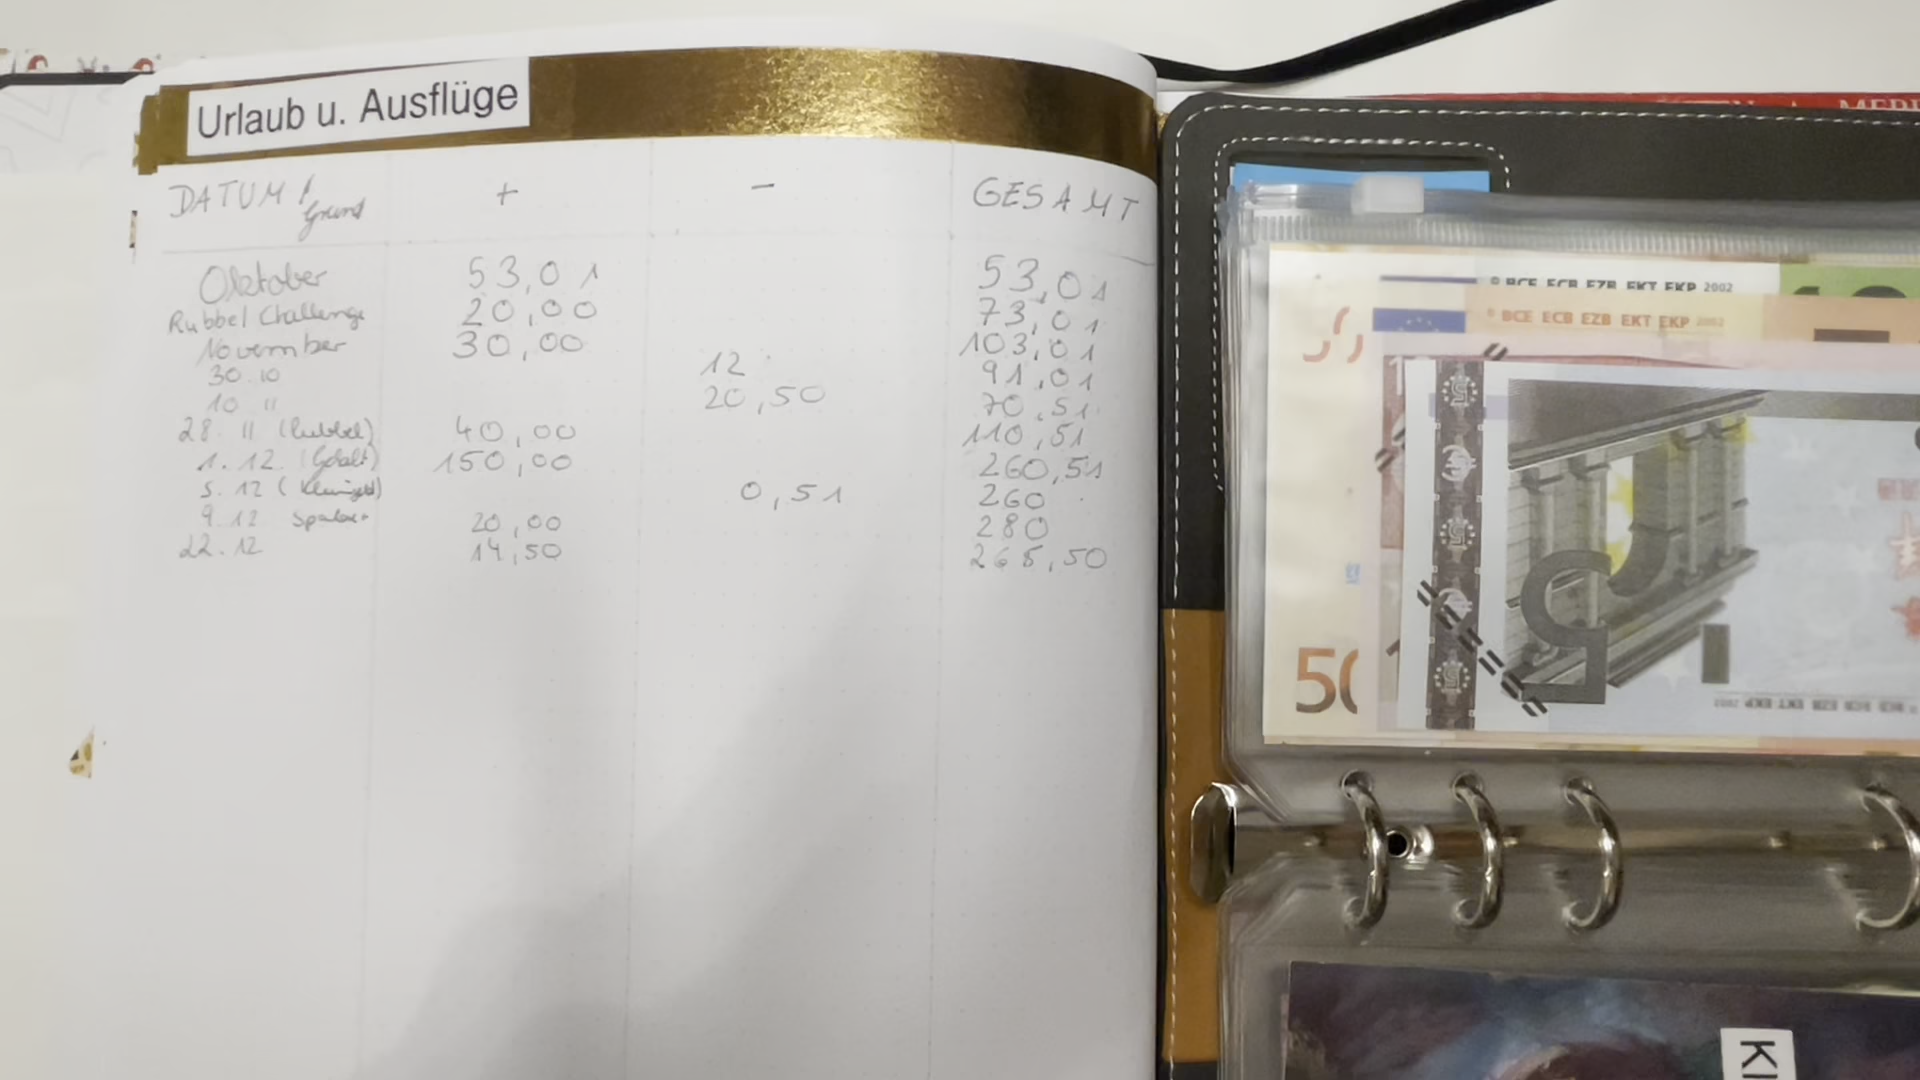 Urlaub u. Ausflüge
DATUM / Grund + - GESAMT
Oktober 53,01 53,01
Rubbel Challenge 20,00 73,01
November 30,00 103,01
30.10 12 91,01
10 " 20,50 70,51
28. 11 (Rubbel) 40,00 110,51
1. 12. (Gehalt) 150,00 260,51
5. 12 (Kleingeld) 0,51 260
9. 12 20,00 280
22. 12 14,50 265,50
BCE ECB EZB EKT EKP 2002
BCE ECB EZB EKT EKP 2002
50
5
KI